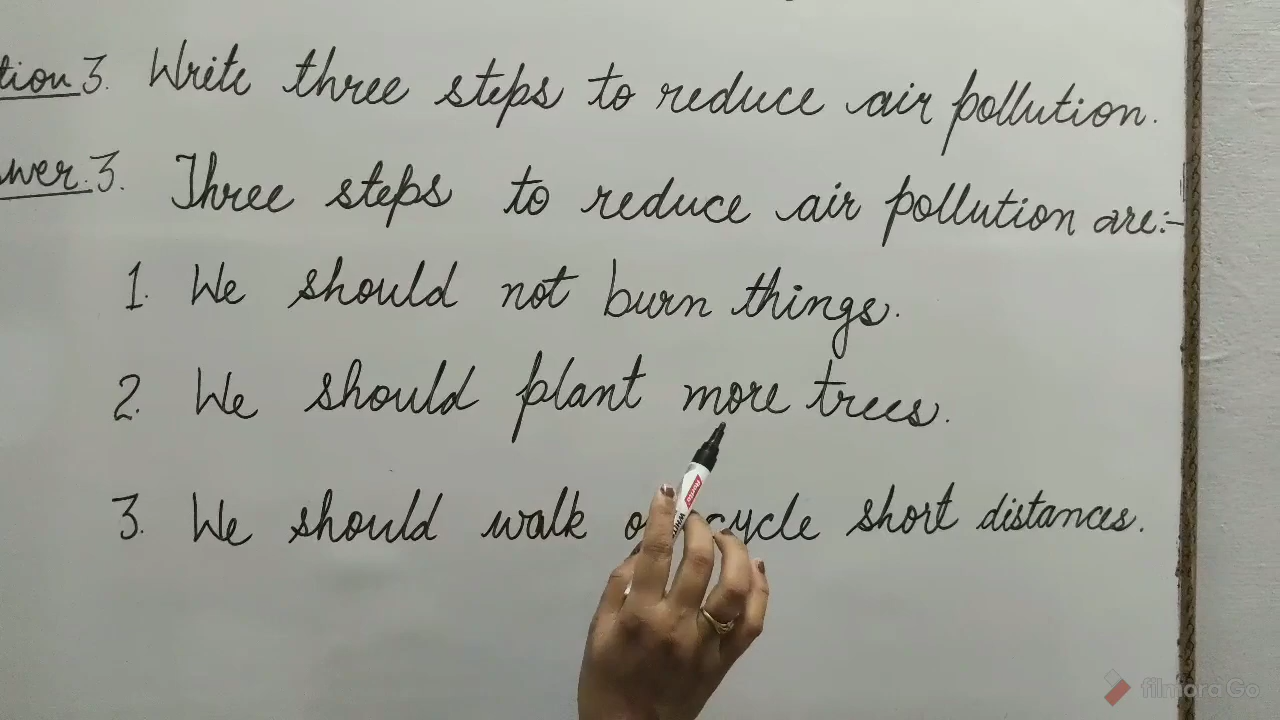 tion 3. Write three steps to reduce air pollution.
swer. 3. Three steps to reduce air pollution are:-
1. We should not burn things.
2. We should plant more trees.
3. We should walk cycle short distances.
filmora Go